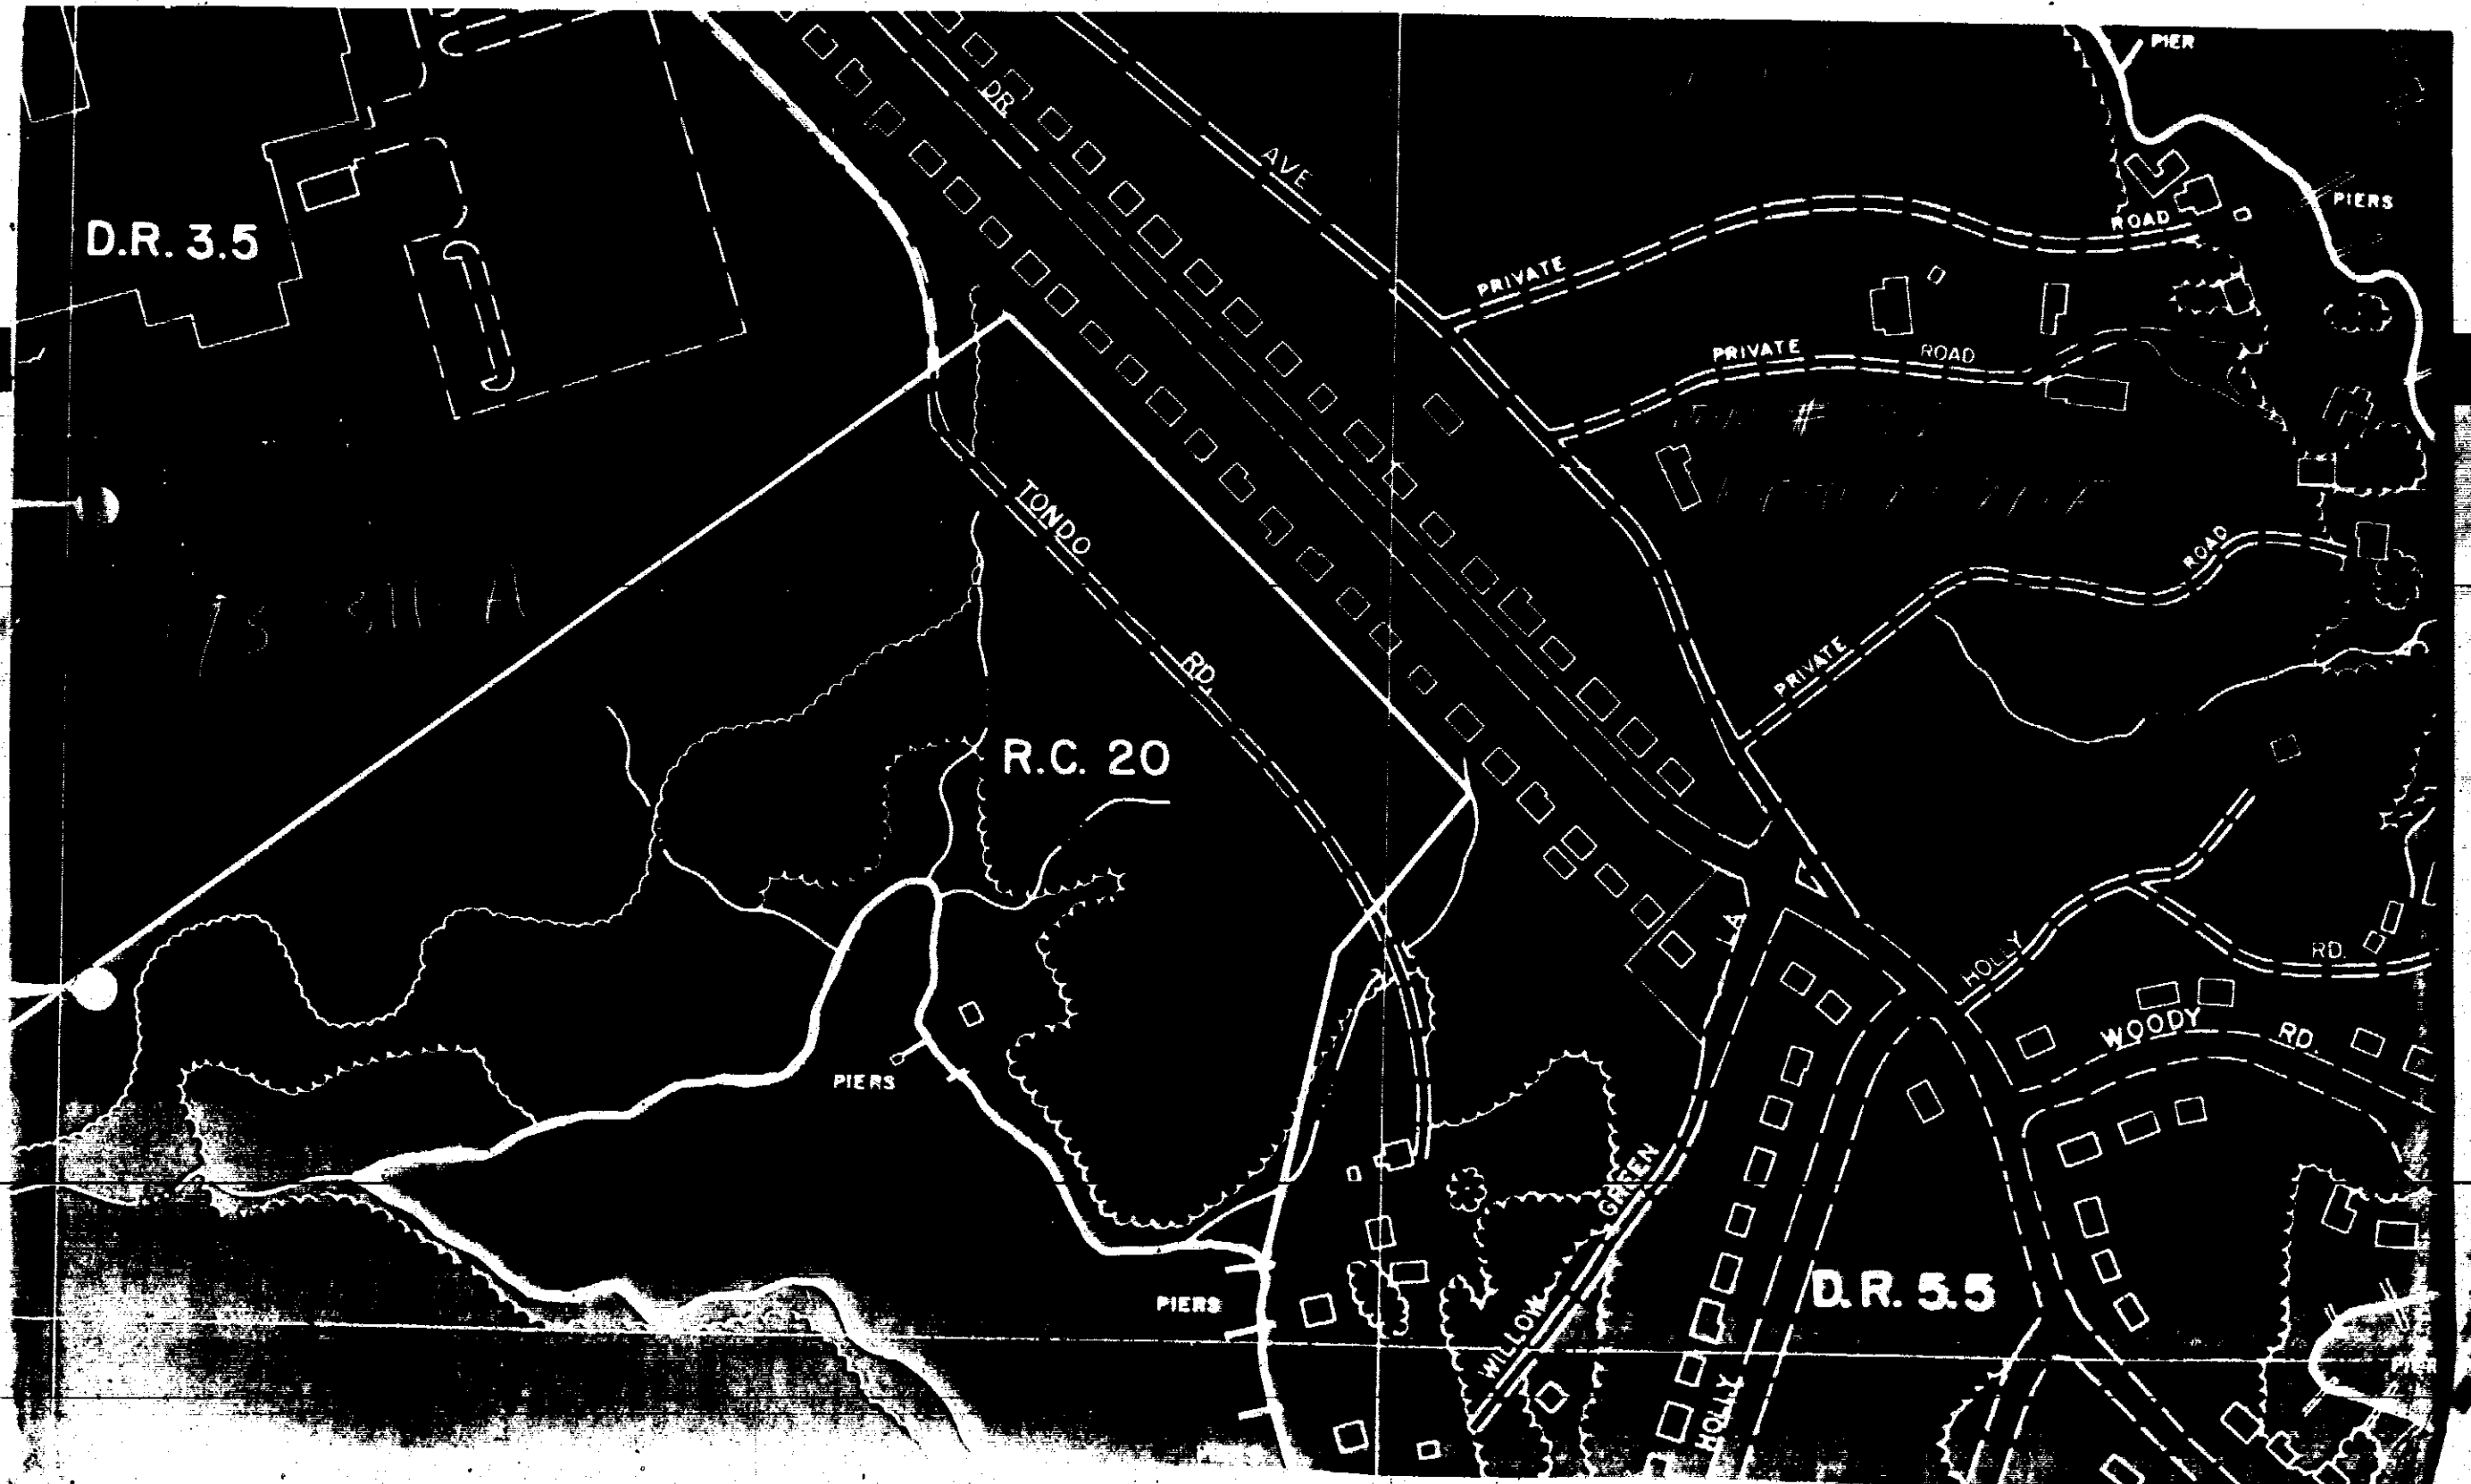 PIER
DR.
AVE
PIERS
ROAD
D.R. 3.5
PRIVATE
PRIVATE ROAD
TONDO
ROAD
311 A
RD.
PRIVATE
R.C. 20
LA
HOLLY
RD.
WOODY
RD.
PIERS
GREEN
D.R. 5.5
PIERS
WILLOW
PIER
HOLLY